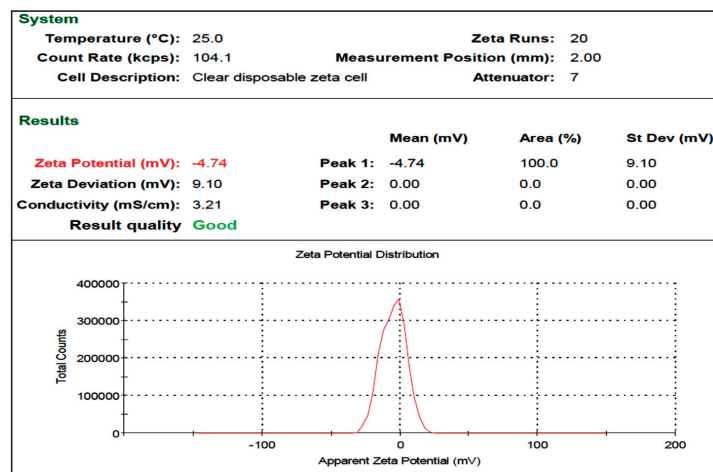 System
Temperature (°C): 25.0 Zeta Runs: 20
Count Rate (kcps): 104.1 Measurement Position (mm): 2.00
Cell Description: Clear disposable zeta cell Attenuator: 7
Results
Mean (mV) Area (%) St Dev (mV)
Zeta Potential (mV): -4.74 Peak 1: -4.74 100.0 9.10
Zeta Deviation (mV): 9.10 Peak 2: 0.00 0.0 0.00
Conductivity (mS/cm): 3.21 Peak 3: 0.00 0.0 0.00
Result quality Good
Zeta Potential Distribution
400000
300000
200000
100000
0
Total Counts
-100 0 100 200
Apparent Zeta Potential (mV)